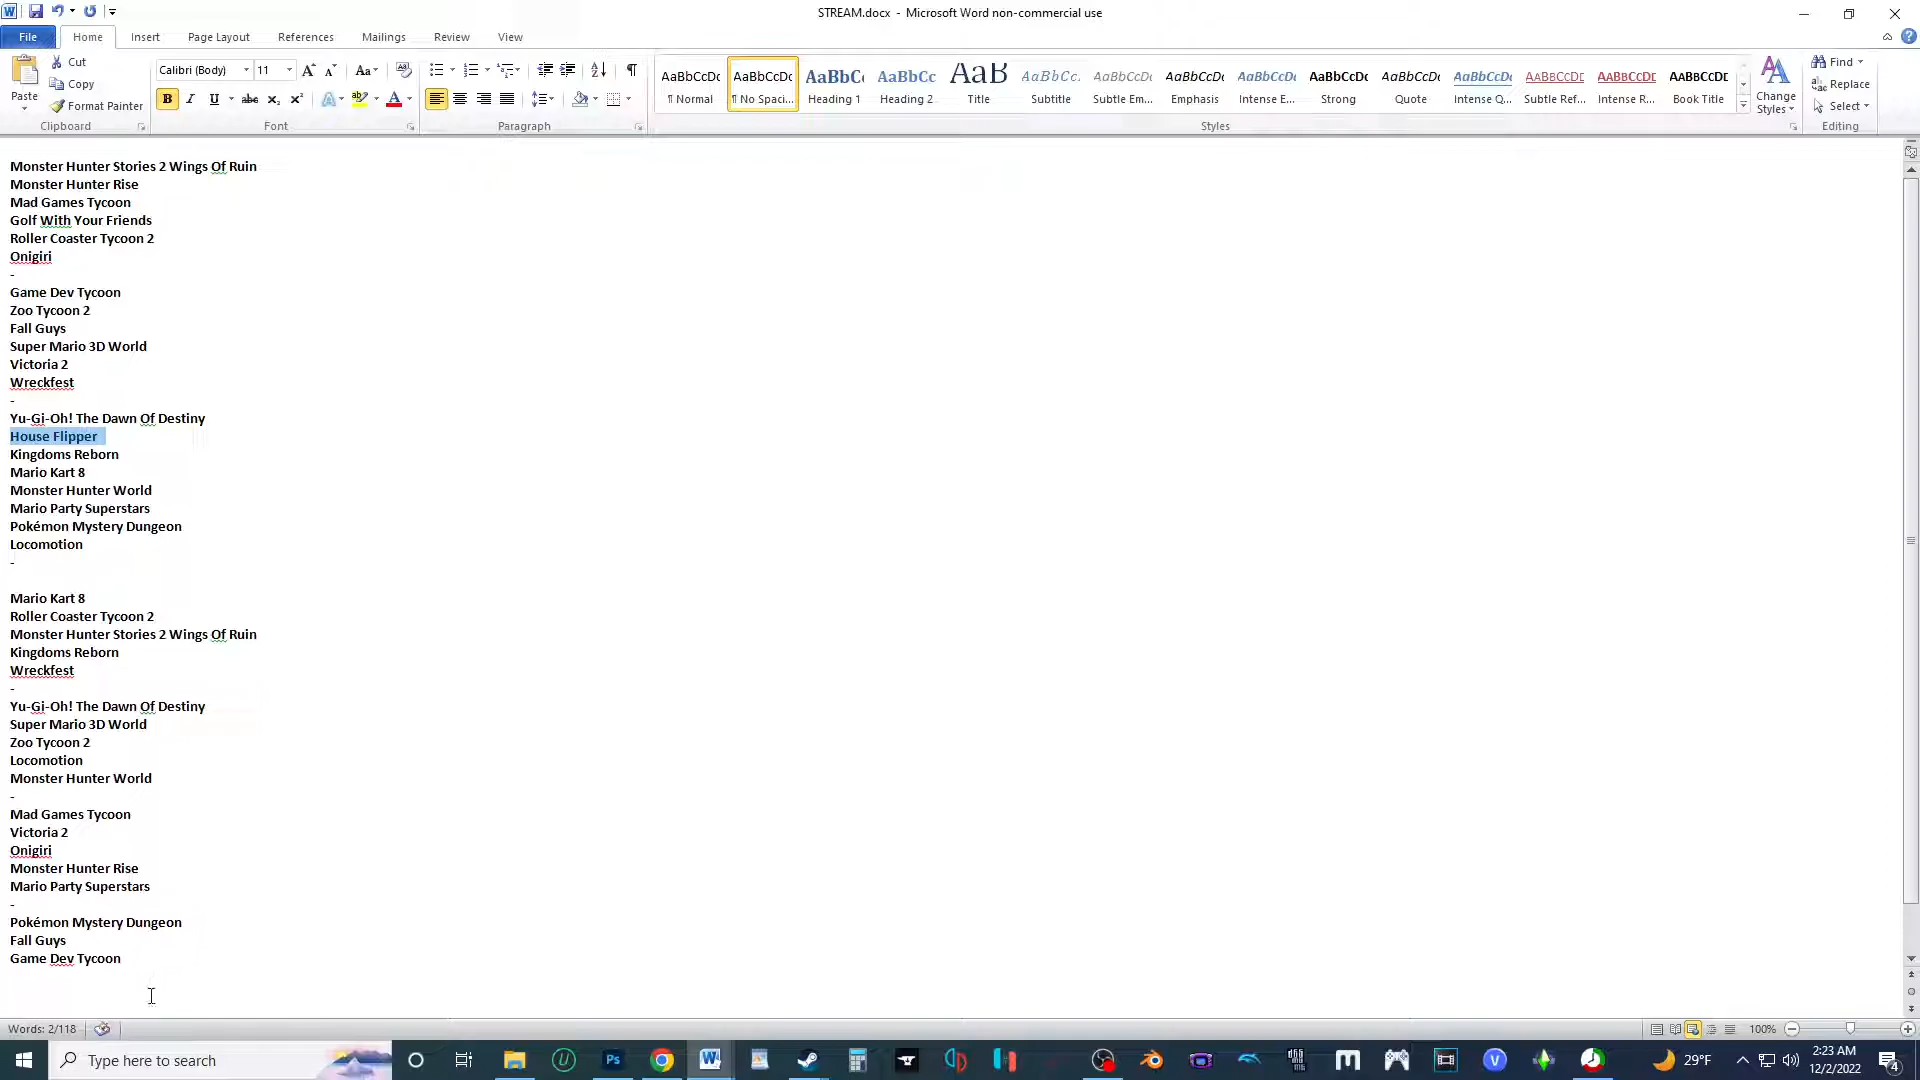 STREAM.docx - Microsoft Word non-commercial use
File Home Insert Page Layout References Mailings Review View
Paste
Cut
Copy
Format Painter
Clipboard
Calibri (Body) 11
Font
Paragraph
AaBbCcDc AaBbCcDc AaBbC AaBbCc AaB AaBbCc. AaBbCcDc AaBbCcDc AaBbCcDc AaBbCcDc AaBbCcDc AaBbCcDc AABBCCDE AABBCCDE AABBCCDE
¶ Normal ¶ No Spaci... Heading 1 Heading 2 Title Subtitle Subtle Em... Emphasis Intense E... Strong Quote Intense Q... Subtle Ref... Intense R... Book Title
Styles
Change Styles
Find
Replace
Select
Editing
Monster Hunter Stories 2 Wings Of Ruin
Monster Hunter Rise
Mad Games Tycoon
Golf With Your Friends
Roller Coaster Tycoon 2
Onigiri
-
Game Dev Tycoon
Zoo Tycoon 2
Fall Guys
Super Mario 3D World
Victoria 2
Wreckfest
-
Yu-Gi-Oh! The Dawn Of Destiny
House Flipper
Kingdoms Reborn
Mario Kart 8
Monster Hunter World
Mario Party Superstars
Pokémon Mystery Dungeon
Locomotion
-
Mario Kart 8
Roller Coaster Tycoon 2
Monster Hunter Stories 2 Wings Of Ruin
Kingdoms Reborn
Wreckfest
-
Yu-Gi-Oh! The Dawn Of Destiny
Super Mario 3D World
Zoo Tycoon 2
Locomotion
Monster Hunter World
-
Mad Games Tycoon
Victoria 2
Onigiri
Monster Hunter Rise
Mario Party Superstars
-
Pokémon Mystery Dungeon
Fall Guys
Game Dev Tycoon
Words: 2/118
100%
Type here to search
29°F
2:23 AM
12/2/2022
4